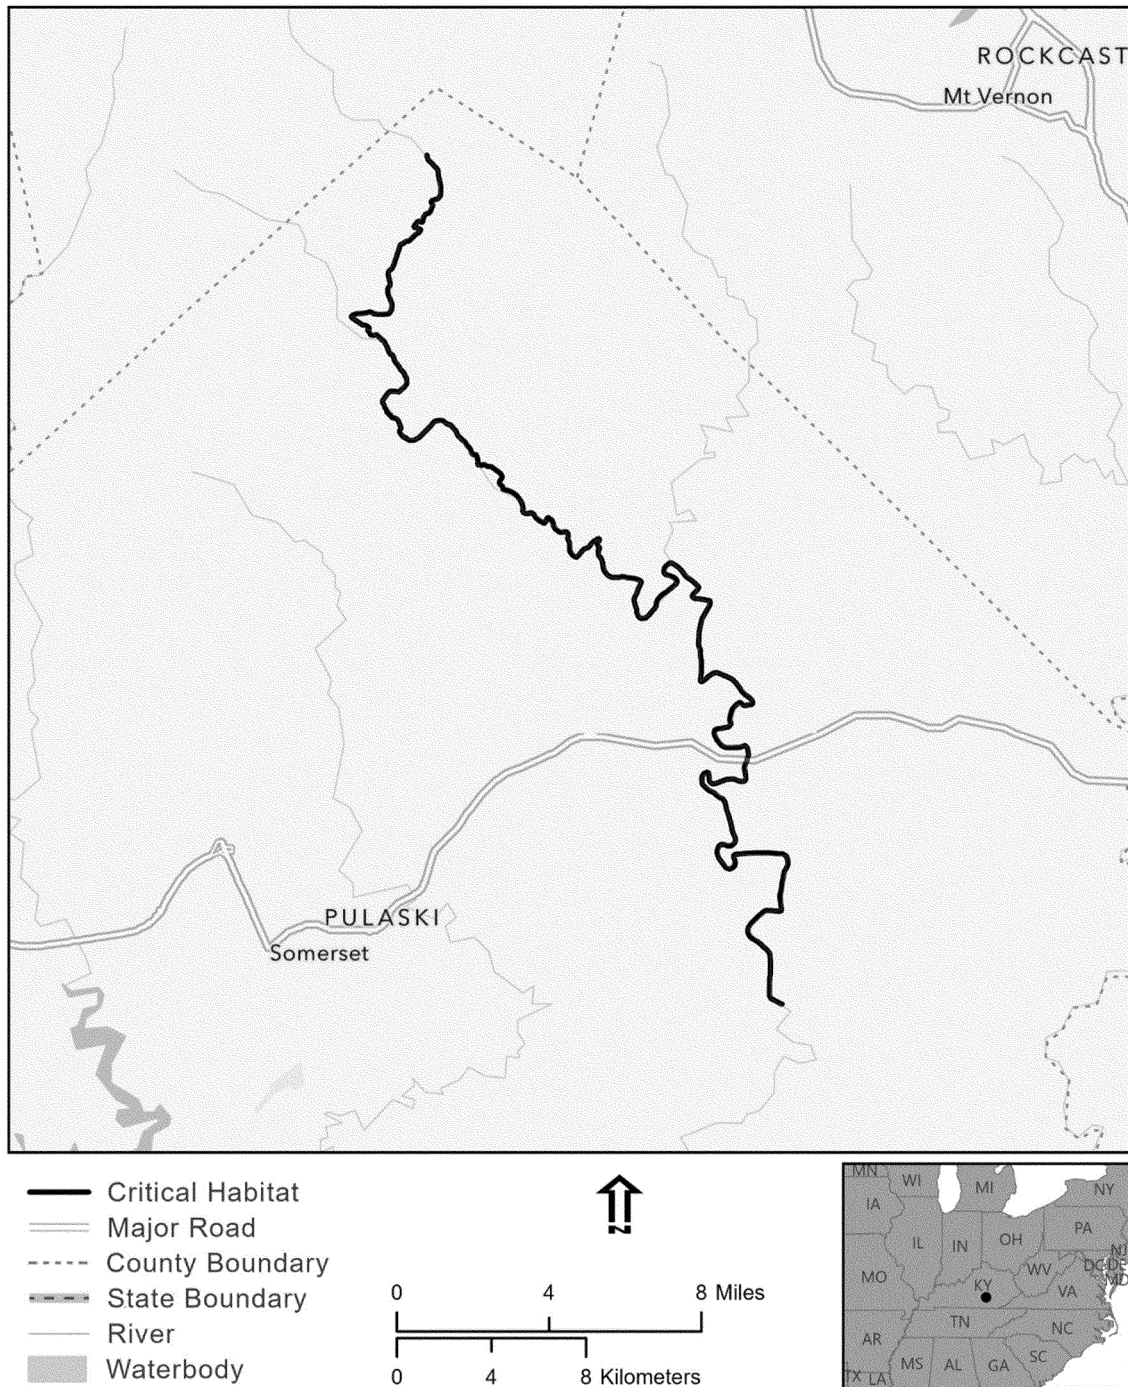 ROCKCAST
Mt Vernon
PULASKI
Somerset
Critical Habitat
Major Road
County Boundary
State Boundary
River
Waterbody
N
0 4 8 Miles
0 4 8 Kilometers
MN
WI
MI
NY
IA
PA
IL
IN
OH
NJ
DC
DE
MD
WV
MO
KY
VA
TN
NC
AR
SC
MS
AL
GA
TX
LA